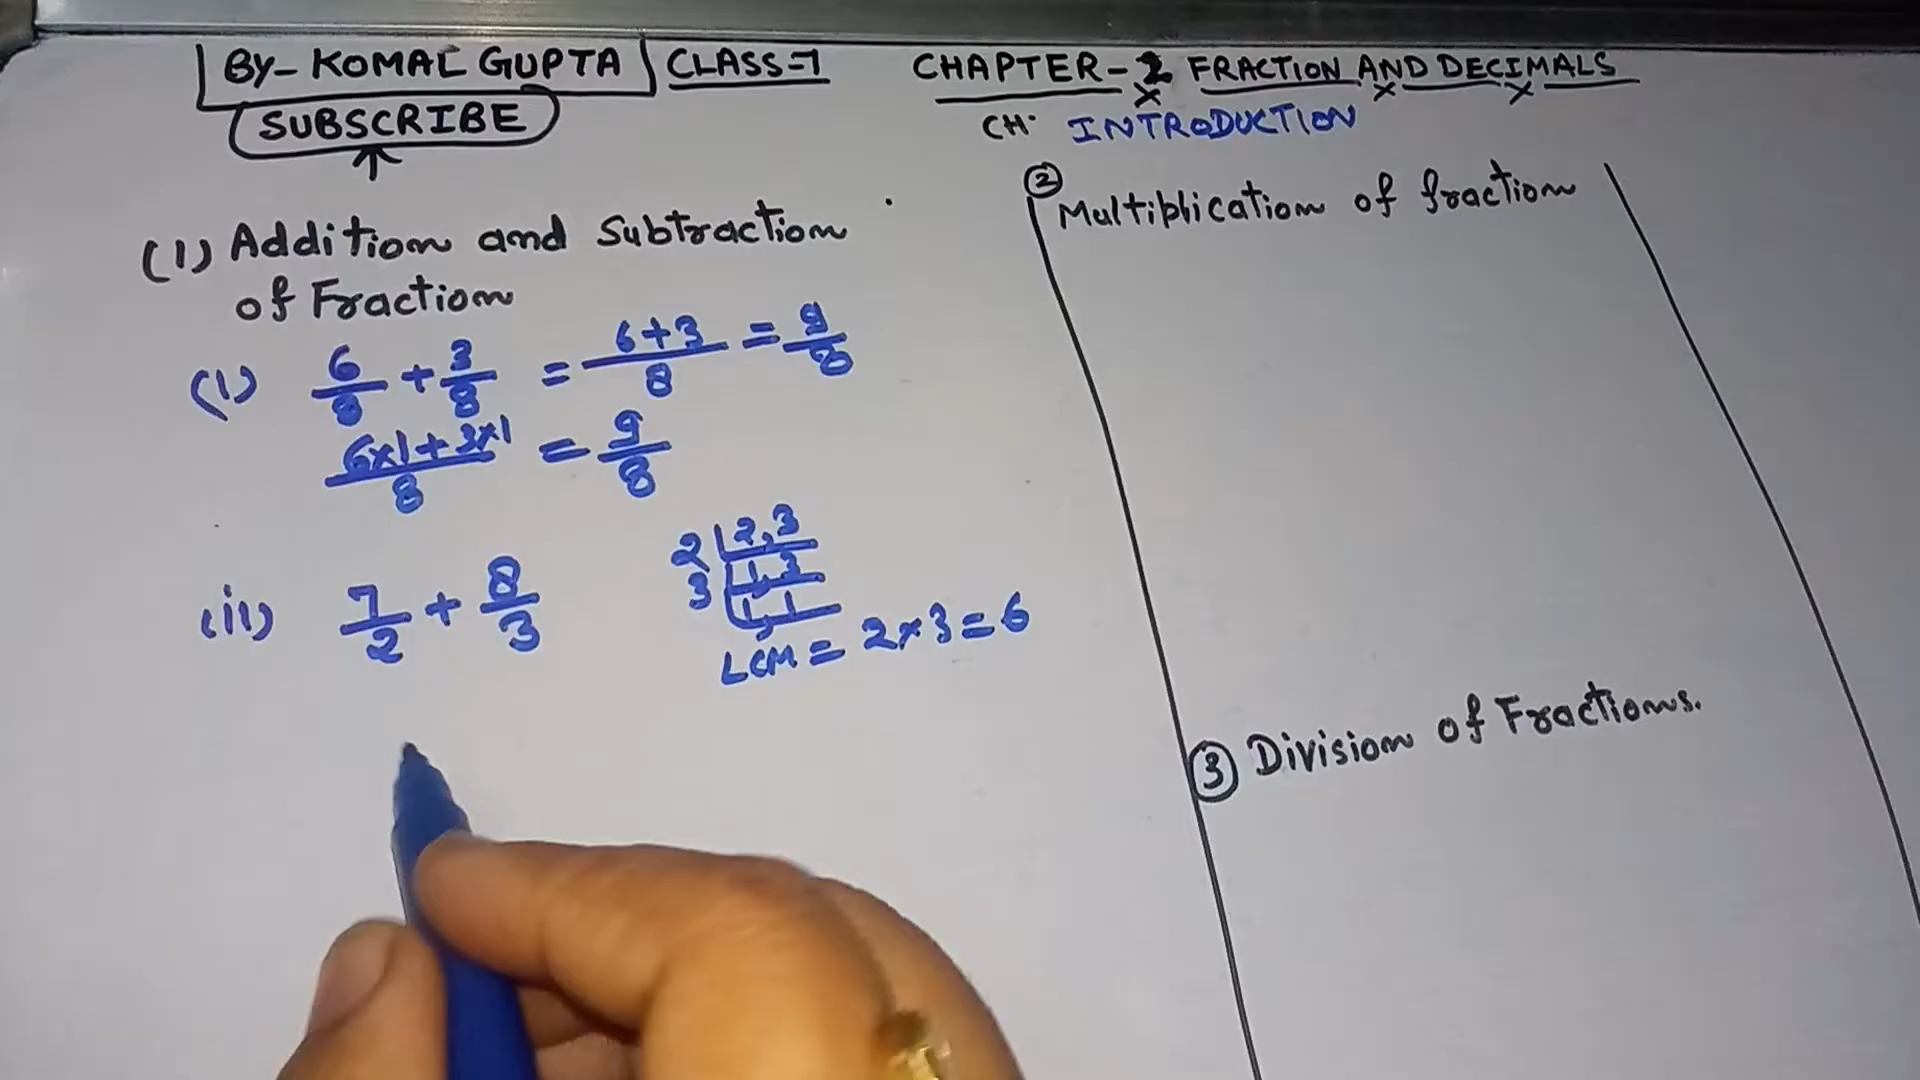 BY- KOMAL GUPTA CLASS-7
SUBSCRIBE
CHAPTER-2 FRACTION AND DECIMALS
CH. INTRODUCTION
(1) Addition and Subtraction
of Fraction
(i) 6/8 + 3/8 = 6+3/8 = 9/8
6×1+3×1/8 = 9/8
(ii) 7/2 + 8/3
2 | 2,3
3 | 1,3
1,1
LCM = 2×3=6
② Multiplication of fraction
③ Division of Fractions.